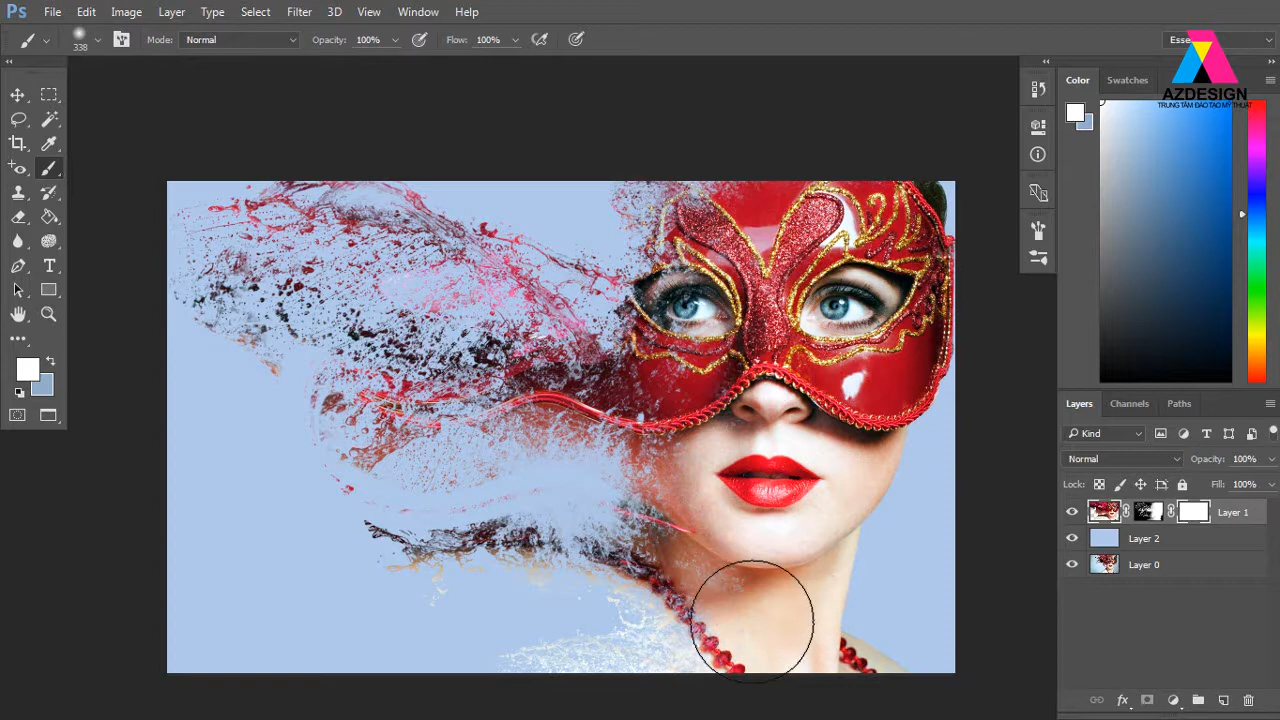 Ps File Edit Image Layer Type Select Filter 3D View Window Help
338 Mode: Normal Opacity: 100% Flow: 100% Esse
Color Swatches
AZDESIGN
TRUNG TÂM ĐÀO TẠO MỸ THUẬT
Layers Channels Paths
Kind
Normal Opacity: 100%
Lock: Fill: 100%
Layer 1
Layer 2
Layer 0